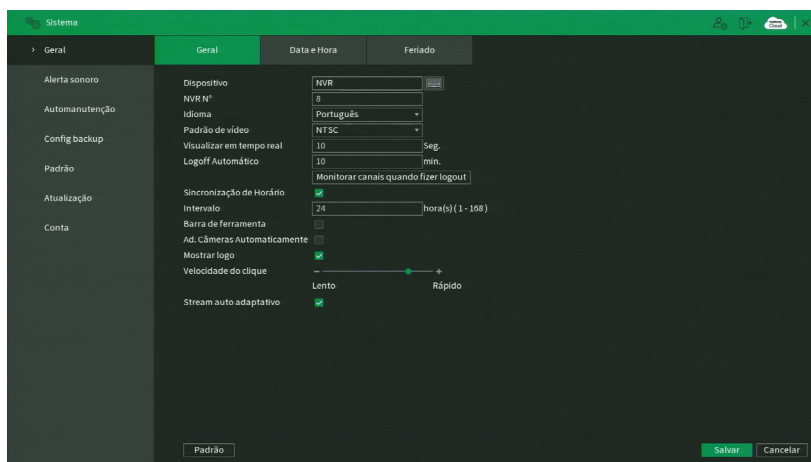 Sistema
Cloud
Geral
Alerta sonoro
Automanutenção
Config backup
Padrão
Atualização
Conta
Geral Data e Hora Feriado
Dispositivo NVR
NVR Nº 8
Idioma Português
Padrão de vídeo NTSC
Visualizar em tempo real 10 Seg.
Logoff Automático 10 min.
Monitorar canais quando fizer logout
Sincronização de Horário
Intervalo 24 hora(s) ( 1 - 168 )
Barra de ferramenta
Ad. Câmeras Automaticamente
Mostrar logo
Velocidade do clique − +
Lento Rápido
Stream auto adaptativo
Padrão Salvar Cancelar